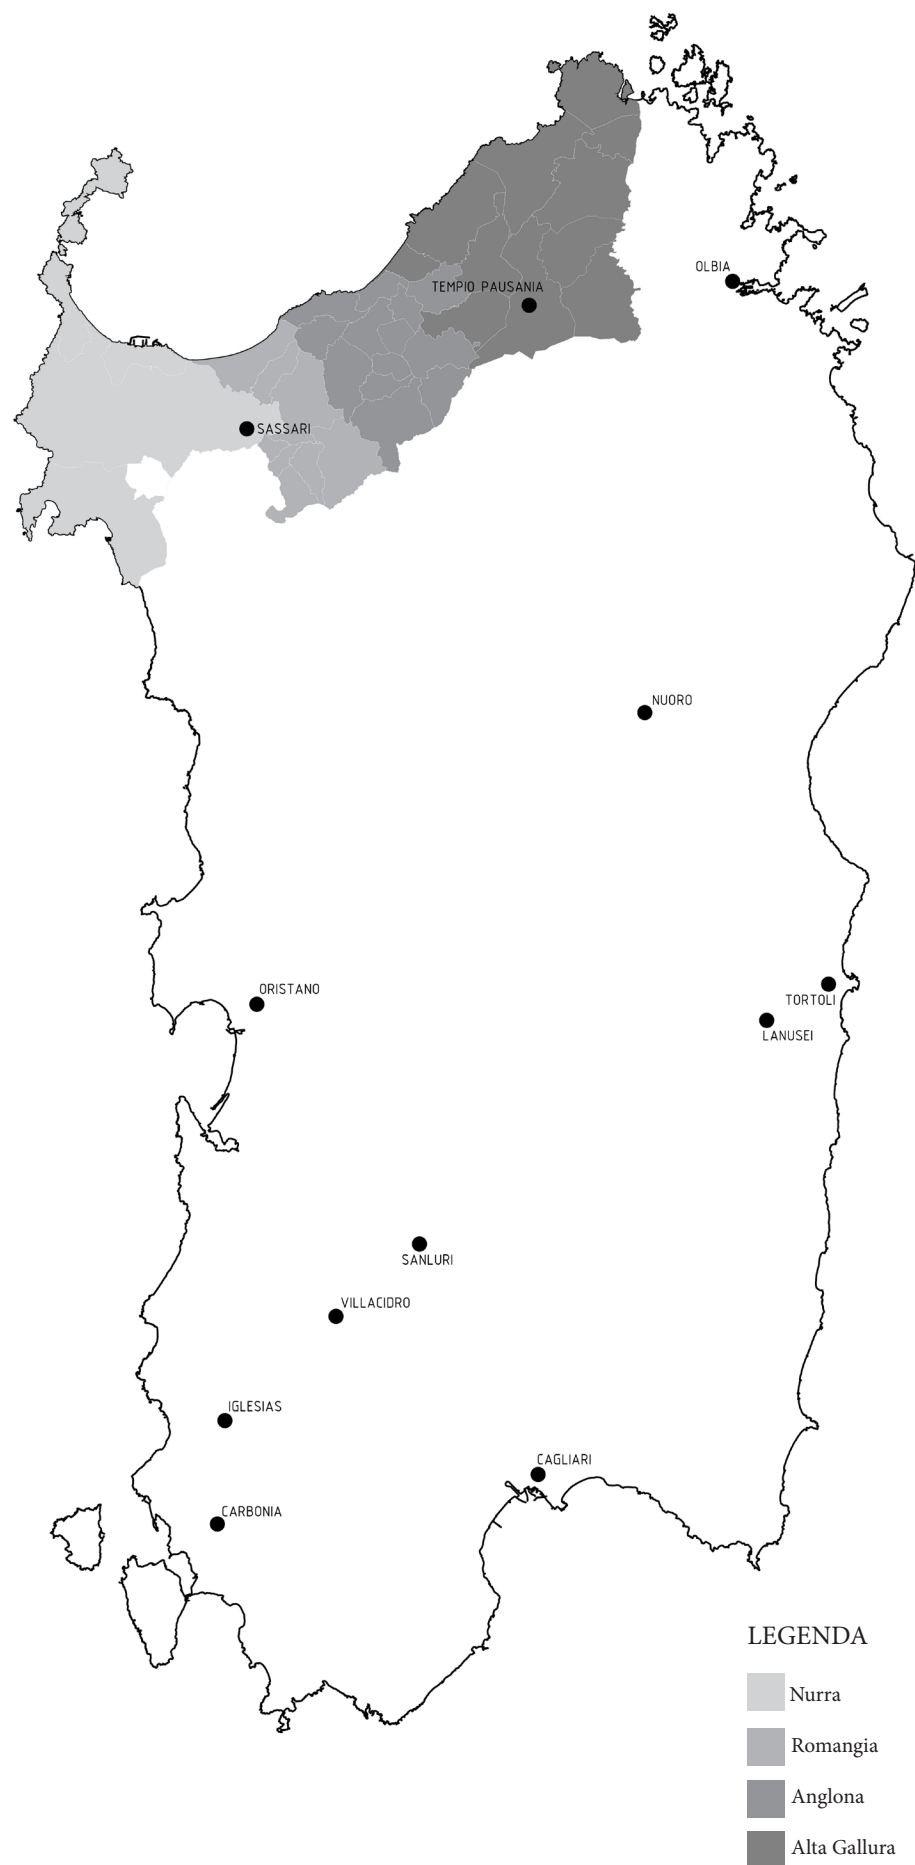 OLBIA
TEMPIO PAUSANIA
SASSARI
NUORO
ORISTANO
TORTOLI
LANUSEI
SANLURI
VILLACIDRO
IGLESIAS
CAGLIARI
CARBONIA
LEGENDA
Nurra
Romangia
Anglona
Alta Gallura